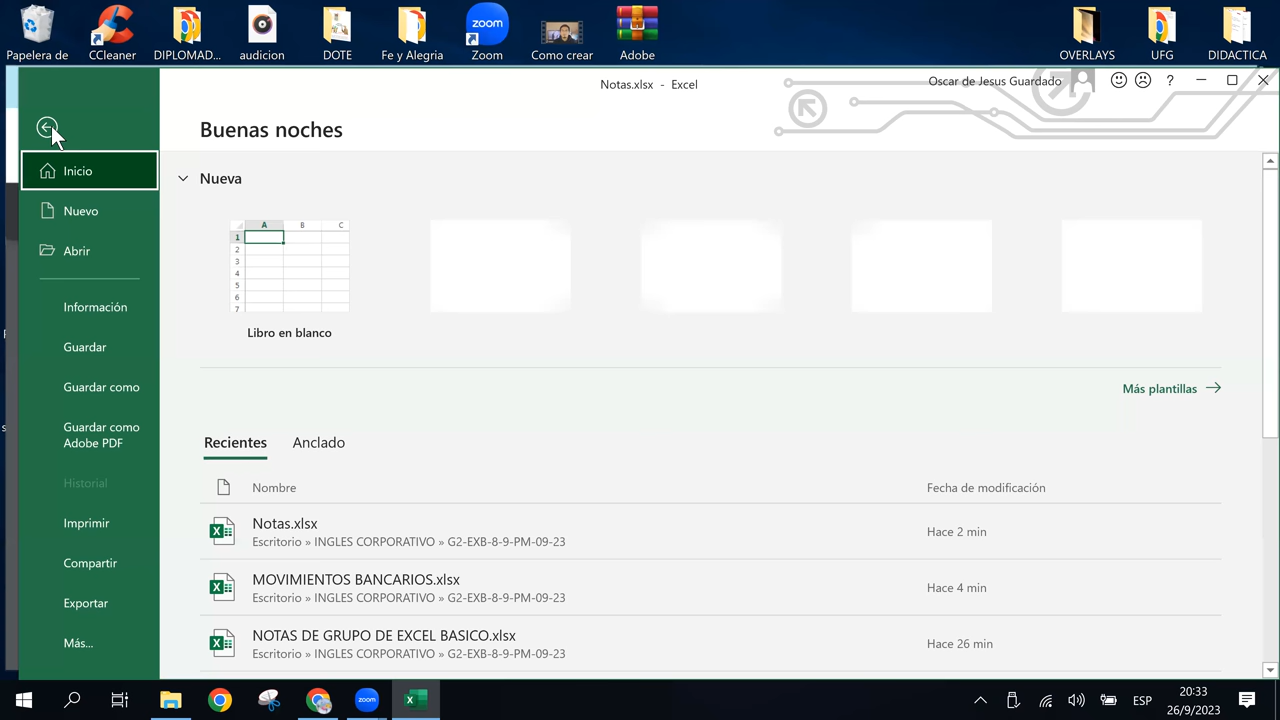 Papelera de
CCleaner
DIPLOMAD...
audicion
DOTE
Fe y Alegria
zoom
Zoom
Como crear
Adobe
OVERLAYS
UFG
DIDACTICA
Notas.xlsx - Excel
Oscar de Jesus Guardado
?
Buenas noches
Inicio
Nuevo
Abrir
Información
Guardar
Guardar como
Guardar como
Adobe PDF
Historial
Imprimir
Compartir
Exportar
Más...
Nueva
A B C
1
2
3
4
5
6
7
Libro en blanco
Más plantillas
Recientes Anclado
Nombre Fecha de modificación
Notas.xlsx
Escritorio » INGLES CORPORATIVO » G2-EXB-8-9-PM-09-23
Hace 2 min
MOVIMIENTOS BANCARIOS.xlsx
Escritorio » INGLES CORPORATIVO » G2-EXB-8-9-PM-09-23
Hace 4 min
NOTAS DE GRUPO DE EXCEL BASICO.xlsx
Escritorio » INGLES CORPORATIVO » G2-EXB-8-9-PM-09-23
Hace 26 min
zoom
ESP
20:33
26/9/2023